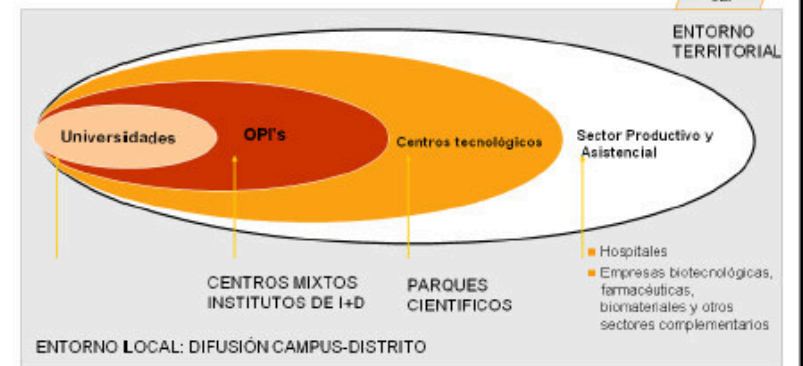 ENTORNO
TERRITORIAL
Universidades
OPI's
Centros tecnológicos
Sector Productivo y
Asistencial
Hospitales
Empresas biotecnológicas,
farmacéuticas,
biomateriales y otros
sectores complementarios
CENTROS MIXTOS
INSTITUTOS DE I+D
PARQUES
CIENTIFICOS
ENTORNO LOCAL: DIFUSIÓN CAMPUS-DISTRITO